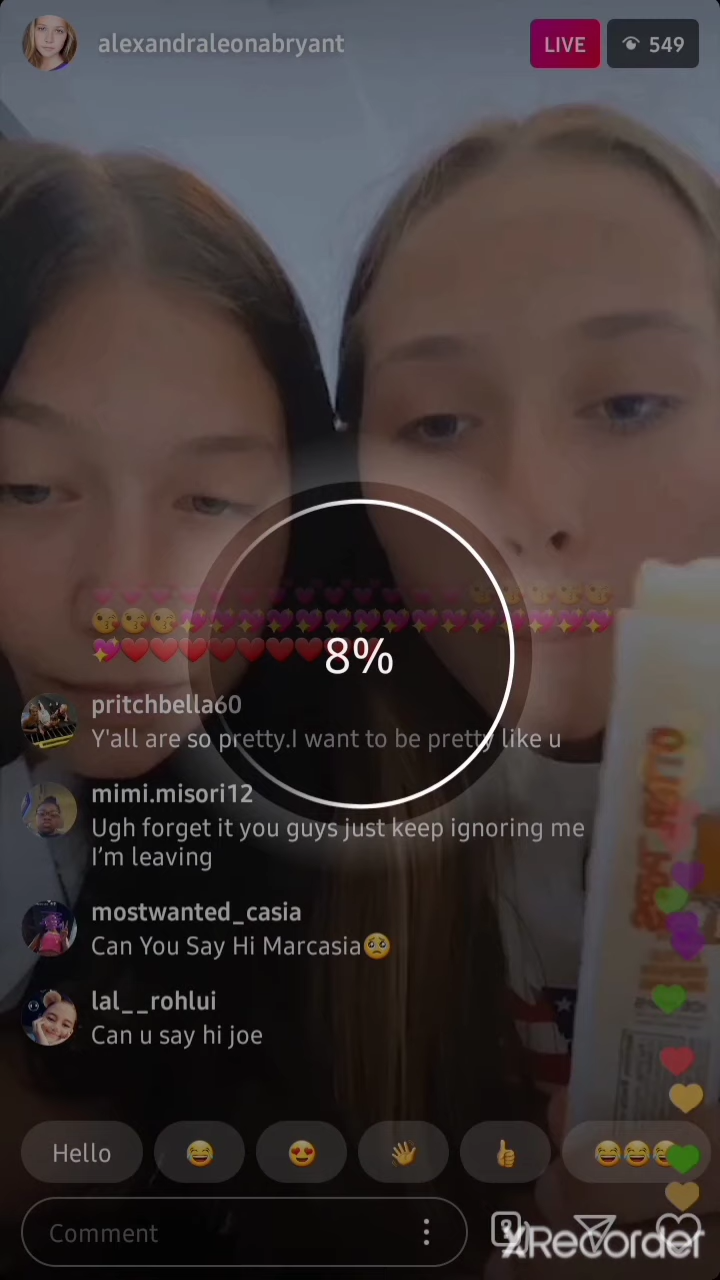 alexandraleonabryant
LIVE
549
😘😘😘💖💖💖💖💖💖💖💖💖💖💖💖💖💖💖
💖❤️❤️❤️❤️❤️❤️❤️
8%
pritchbella60
Y'all are so pretty.I want to be pretty like u
mimi.misori12
Ugh forget it you guys just keep ignoring me
I'm leaving
mostwanted_casia
Can You Say Hi Marcasia🥺
lal__rohlui
Can u say hi joe
Hello 😂 😍 👋 👍 😂😂😂
Comment
XRecorder
OTTER POPS